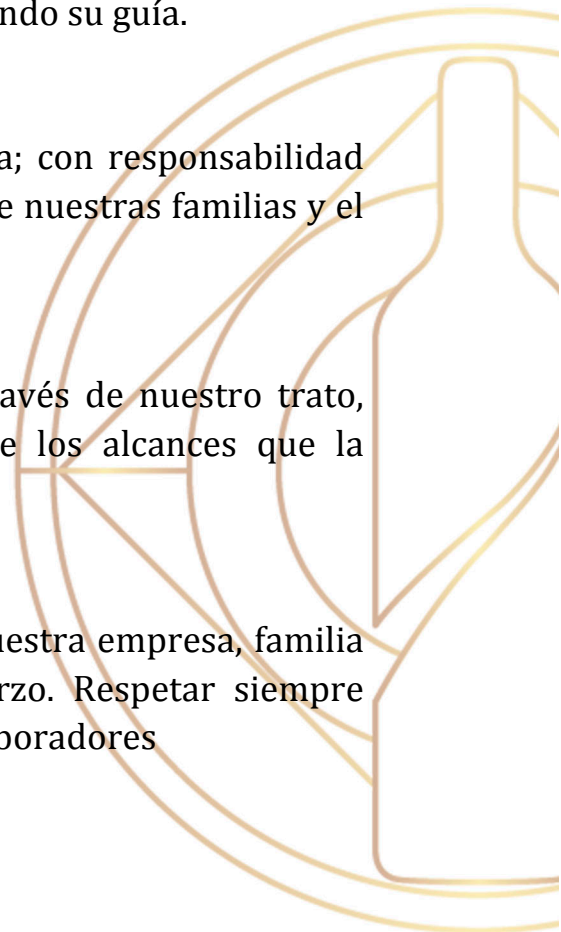 ndo su guía.
a; con responsabilidad
e nuestras familias y el
avés de nuestro trato,
e los alcances que la
uestra empresa, familia
rzo. Respetar siempre
boradores